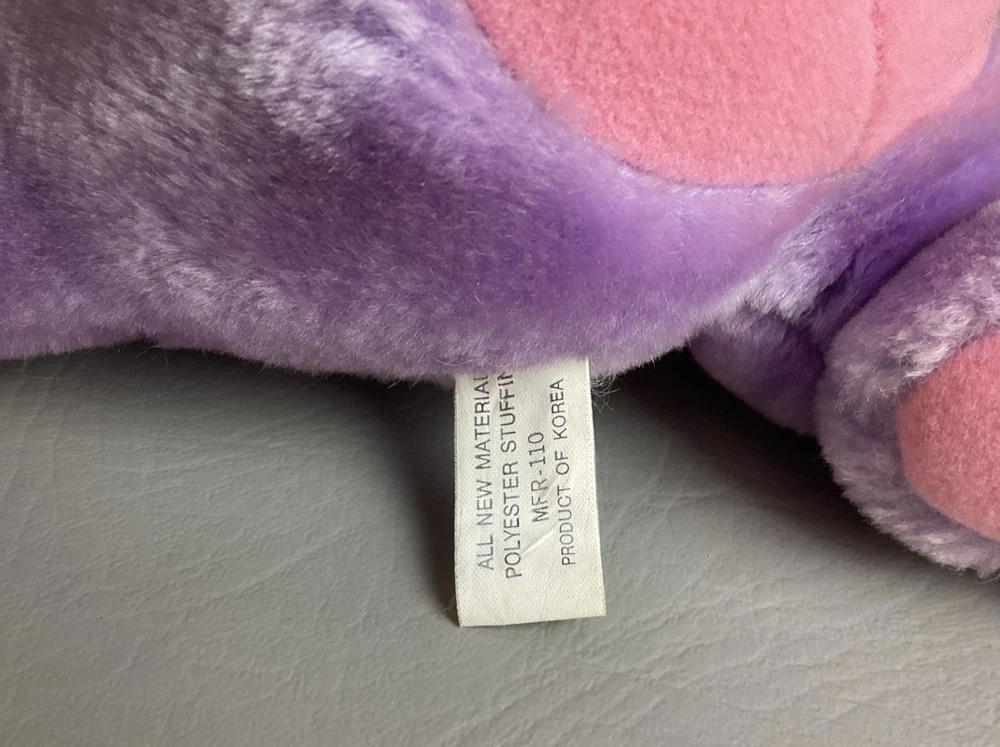 ALL NEW MATERIAL
POLYESTER STUFFIN
MFR-110
PRODUCT OF KOREA